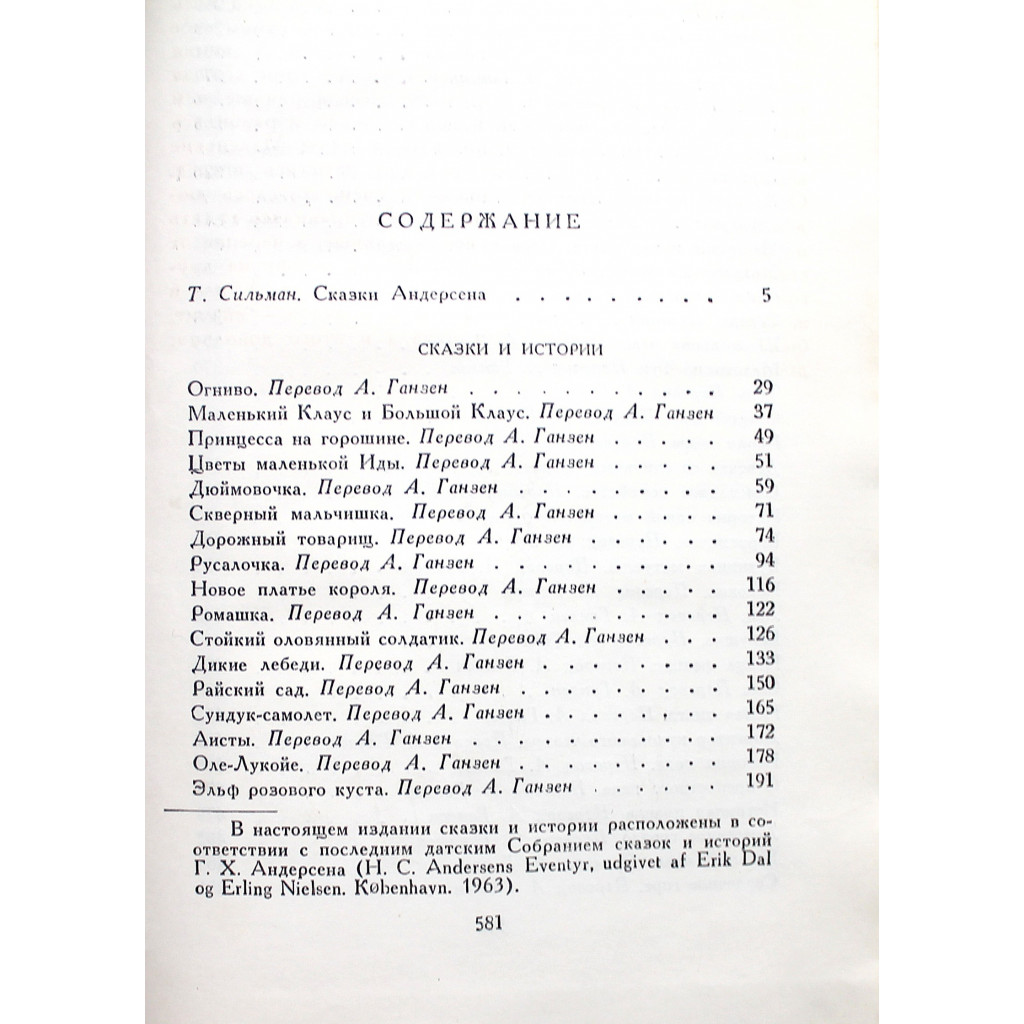 СОДЕРЖАНИЕ
Т. Сильман. Сказки Андерсена . . . . . . . . . 5
СКАЗКИ И ИСТОРИИ
Огниво. Перевод А. Ганзен . . . . . . . . . . 29
Маленький Клаус и Большой Клаус. Перевод А. Ганзен 37
Принцесса на горошине. Перевод А. Ганзен . . . . . 49
Цветы маленькой Иды. Перевод А. Ганзен . . . . . 51
Дюймовочка. Перевод А. Ганзен . . . . . . . . 59
Скверный мальчишка. Перевод А. Ганзен . . . . . 71
Дорожный товарищ. Перевод А. Ганзен . . . . . . 74
Русалочка. Перевод А. Ганзен . . . . . . . . . 94
Новое платье короля. Перевод А. Ганзен . . . . . 116
Ромашка. Перевод А. Ганзен . . . . . . . . . 122
Стойкий оловянный солдатик. Перевод А. Ганзен . . . 126
Дикие лебеди. Перевод А. Ганзен . . . . . . . 133
Райский сад. Перевод А. Ганзен . . . . . . . . 150
Сундук-самолет. Перевод А. Ганзен . . . . . . . 165
Аисты. Перевод А. Ганзен . . . . . . . . . . 172
Оле-Лукойе. Перевод А. Ганзен . . . . . . . . 178
Эльф розового куста. Перевод А. Ганзен . . . . . 191
В настоящем издании сказки и истории расположены в со-
ответствии с последним датским Собранием сказок и историй
Г. Х. Андерсена (H. C. Andersens Eventyr, udgivet af Erik Dal
og Erling Nielsen. København. 1963).
581